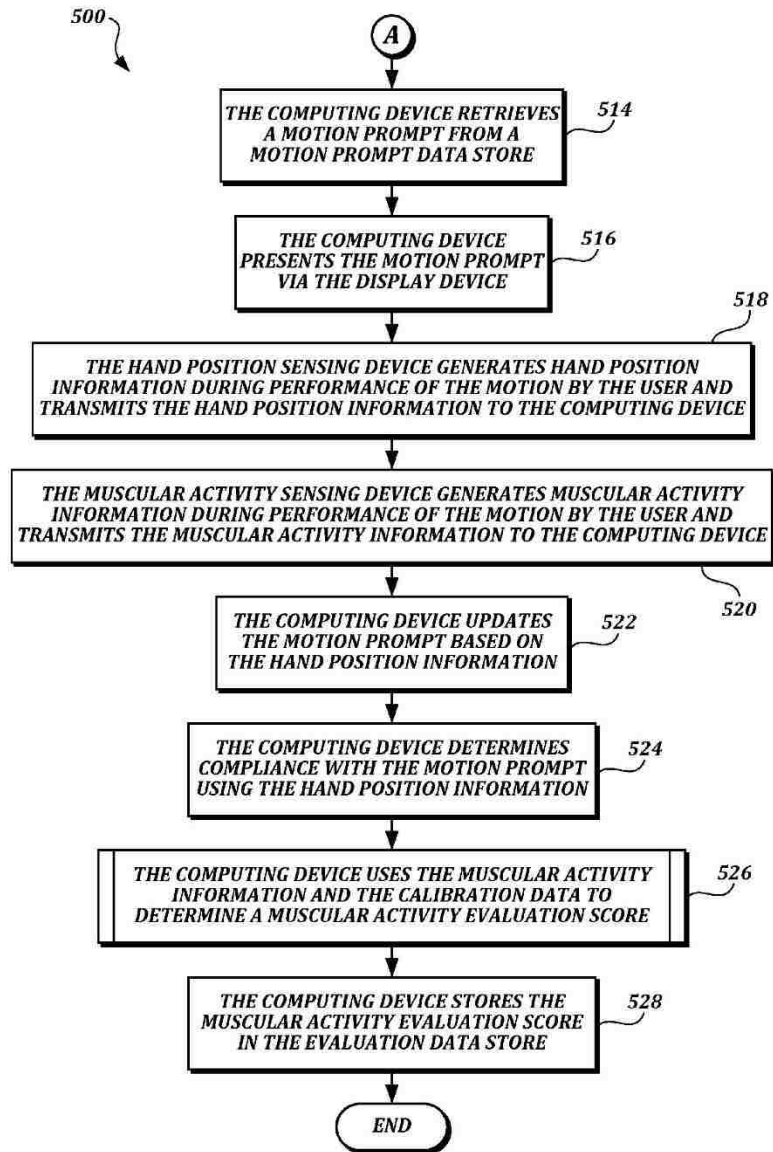 500
A
THE COMPUTING DEVICE RETRIEVES
A MOTION PROMPT FROM A
MOTION PROMPT DATA STORE
514
THE COMPUTING DEVICE
PRESENTS THE MOTION PROMPT
VIA THE DISPLAY DEVICE
516
518
THE HAND POSITION SENSING DEVICE GENERATES HAND POSITION
INFORMATION DURING PERFORMANCE OF THE MOTION BY THE USER AND
TRANSMITS THE HAND POSITION INFORMATION TO THE COMPUTING DEVICE
THE MUSCULAR ACTIVITY SENSING DEVICE GENERATES MUSCULAR ACTIVITY
INFORMATION DURING PERFORMANCE OF THE MOTION BY THE USER AND
TRANSMITS THE MUSCULAR ACTIVITY INFORMATION TO THE COMPUTING DEVICE
520
THE COMPUTING DEVICE UPDATES
THE MOTION PROMPT BASED ON
THE HAND POSITION INFORMATION
522
THE COMPUTING DEVICE DETERMINES
COMPLIANCE WITH THE MOTION PROMPT
USING THE HAND POSITION INFORMATION
524
THE COMPUTING DEVICE USES THE MUSCULAR ACTIVITY
INFORMATION AND THE CALIBRATION DATA TO
DETERMINE A MUSCULAR ACTIVITY EVALUATION SCORE
526
THE COMPUTING DEVICE STORES THE
MUSCULAR ACTIVITY EVALUATION SCORE
IN THE EVALUATION DATA STORE
528
END